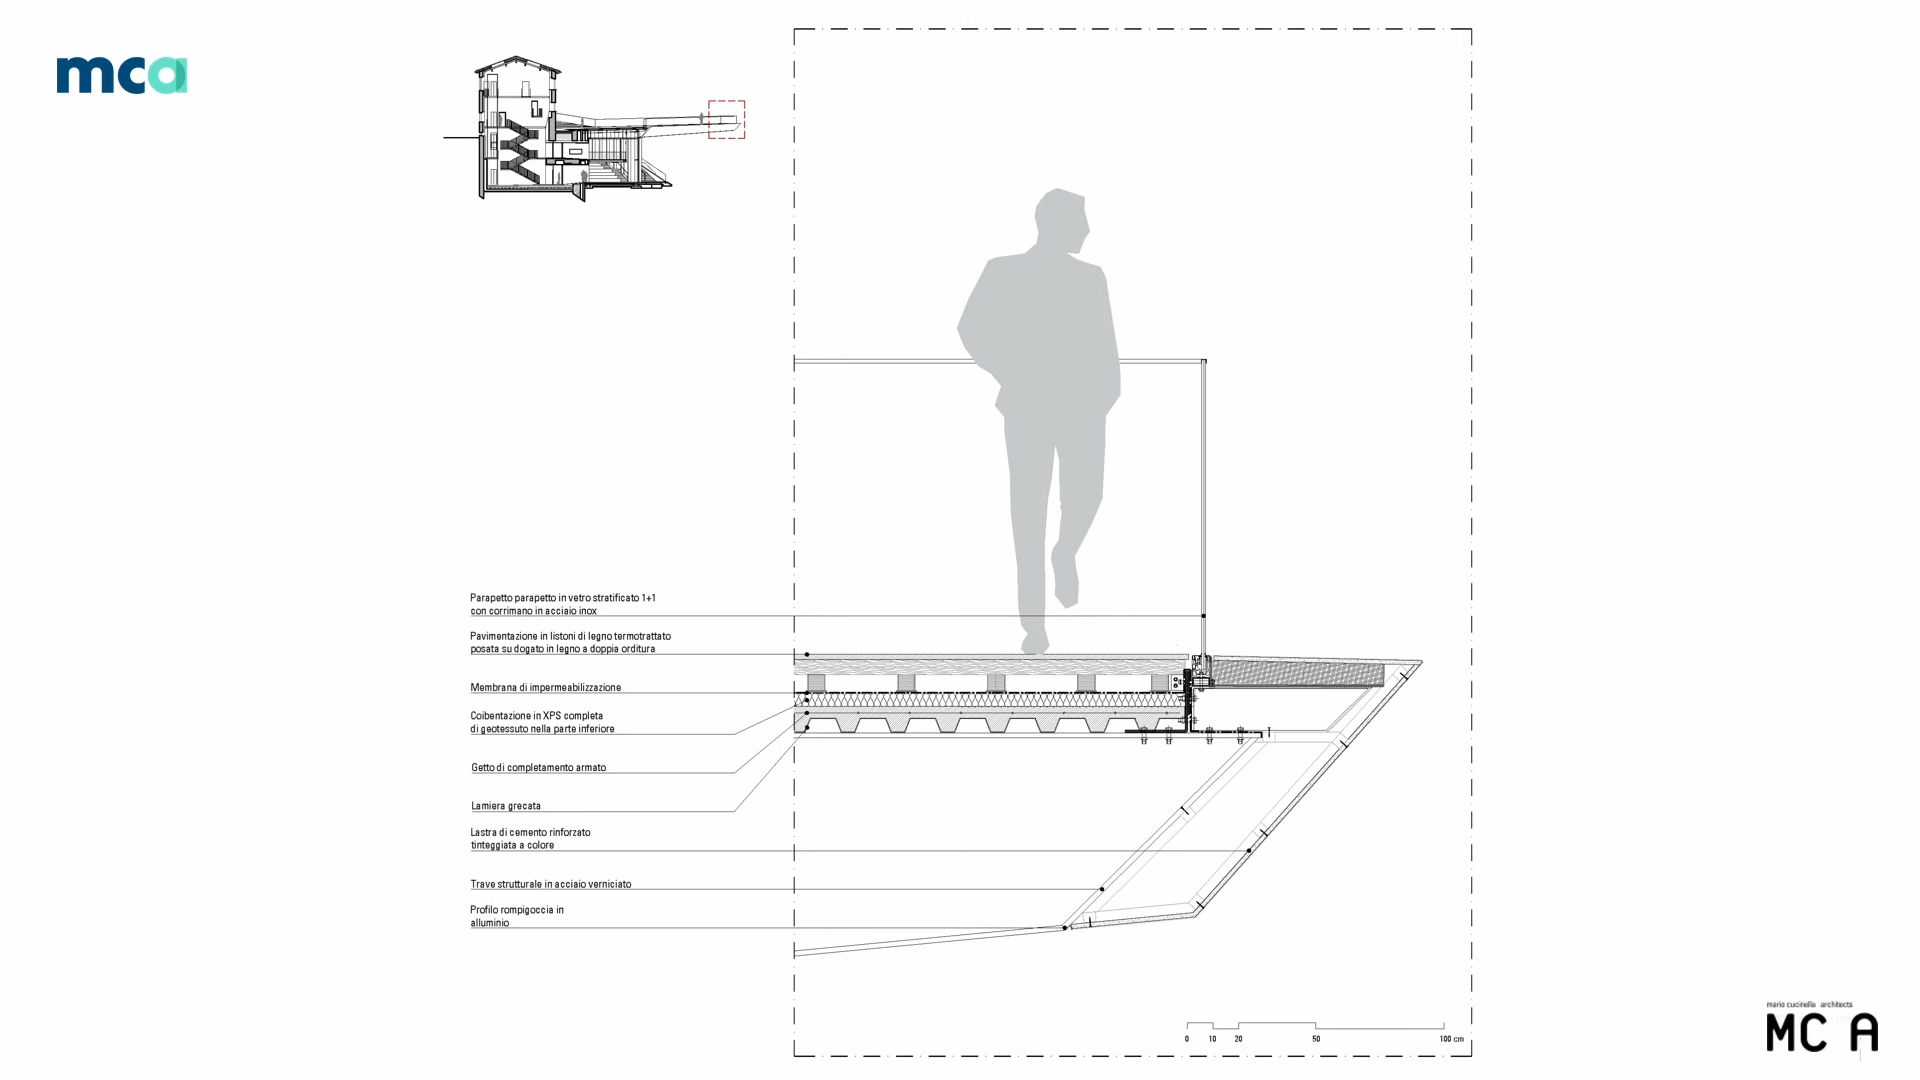 mca
Parapetto parapetto in vetro stratificato 1+1
con corrimano in acciaio inox
Pavimentazione in listoni di legno termotrattato
posata su dogato in legno a doppia orditura
Membrana di impermeabilizzazione
Coibentazione in XPS completa
di geotessuto nella parte inferiore
Getto di completamento armato
Lamiera grecata
Lastra di cemento rinforzato
tinteggiata a colore
Trave strutturale in acciaio verniciato
Profilo rompigoccia in
alluminio
0 10 20 50 100 cm
mario cucinella architects
MC A